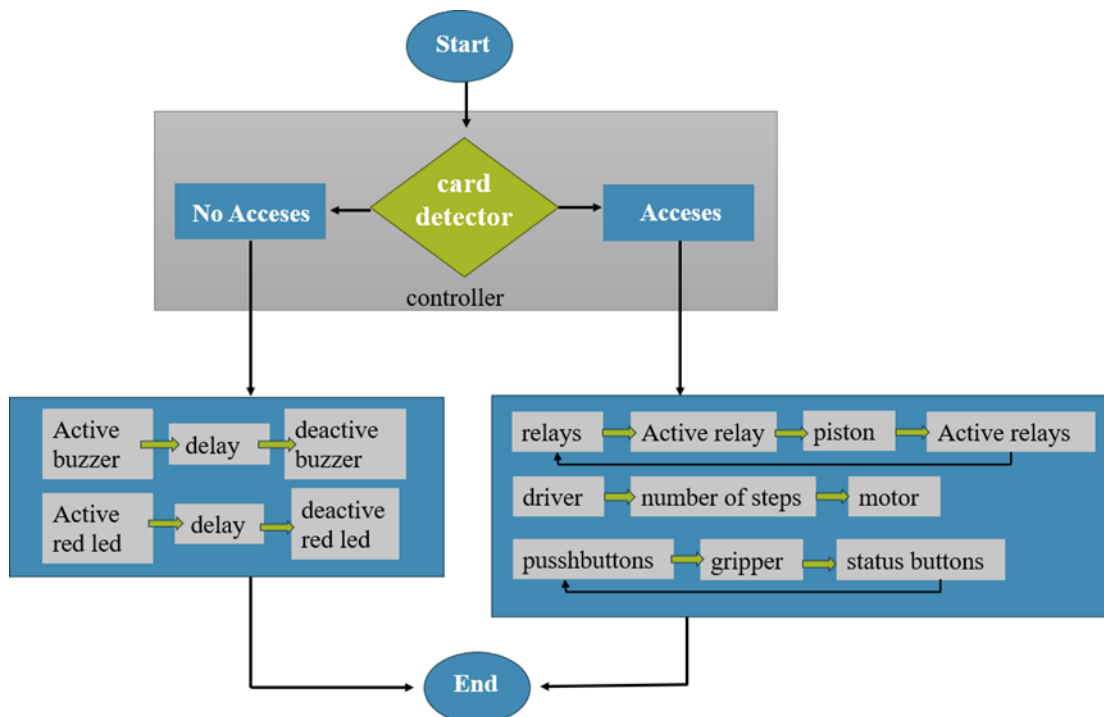 Start
card
detector
No Acceses
Acceses
controller
Active
buzzer
delay
deactive
buzzer
Active
red led
delay
deactive
red led
relays
Active relay
piston
Active relays
driver
number of steps
motor
pusshbuttons
gripper
status buttons
End